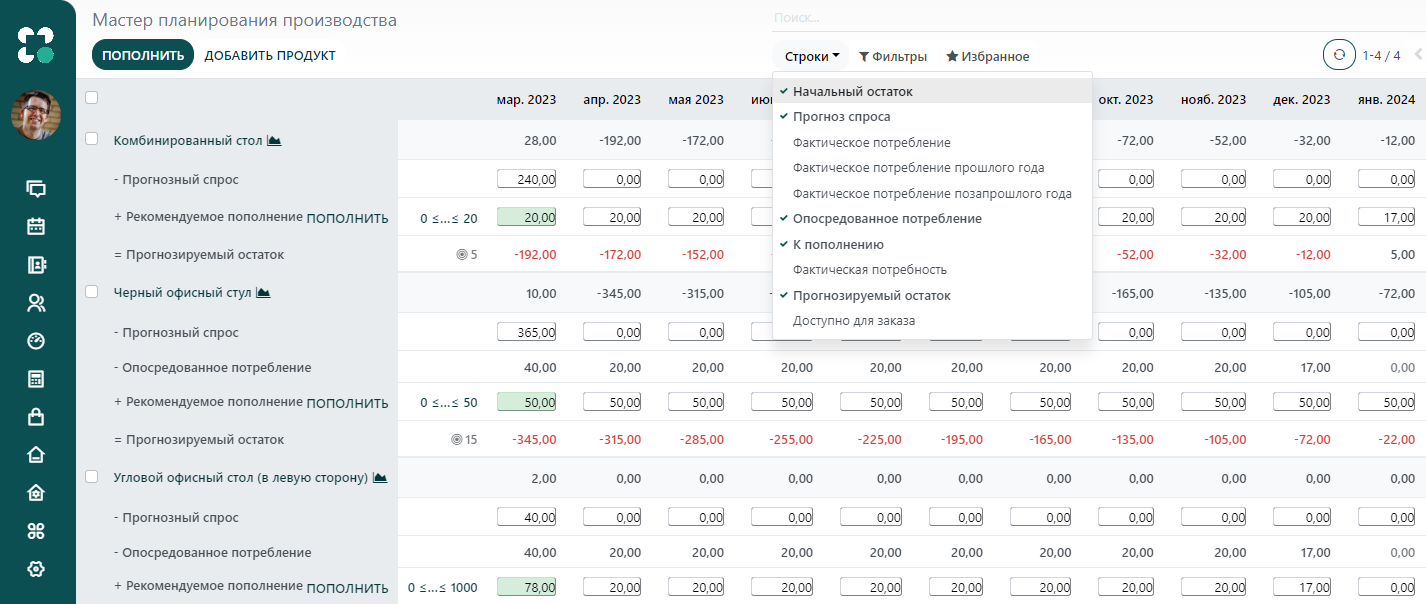 Мастер планирования производства
Поиск...
ПОПОЛНИТЬ ДОБАВИТЬ ПРОДУКТ
Строки Фильтры Избранное 1-4 / 4
мар. 2023 апр. 2023 мая 2023 окт. 2023 нояб. 2023 дек. 2023 янв. 2024
Начальный остаток
Прогноз спроса
Фактическое потребление
Фактическое потребление прошлого года
Фактическое потребление позапрошлого года
Опосредованное потребление
К пополнению
Фактическая потребность
Прогнозируемый остаток
Доступно для заказа
Комбинированный стол 28,00 -192,00 -172,00 -72,00 -52,00 -32,00 -12,00
- Прогнозный спрос 240,00 0,00 0,00 0,00 0,00 0,00 0,00
+ Рекомендуемое пополнение ПОПОЛНИТЬ 0 ≤...≤ 20 20,00 20,00 20,00 20,00 20,00 20,00 17,00
= Прогнозируемый остаток 5 -192,00 -172,00 -152,00 -52,00 -32,00 -12,00 5,00
Черный офисный стул 10,00 -345,00 -315,00 -165,00 -135,00 -105,00 -72,00
- Прогнозный спрос 365,00 0,00 0,00 0,00 0,00 0,00 0,00
- Опосредованное потребление 40,00 20,00 20,00 20,00 20,00 20,00 20,00 20,00 20,00 17,00 0,00
+ Рекомендуемое пополнение ПОПОЛНИТЬ 0 ≤...≤ 50 50,00 50,00 50,00 50,00 50,00 50,00 50,00 50,00 50,00 50,00 50,00
= Прогнозируемый остаток 15 -345,00 -315,00 -285,00 -255,00 -225,00 -195,00 -165,00 -135,00 -105,00 -72,00 -22,00
Угловой офисный стол (в левую сторону) 2,00 0,00 0,00 0,00 0,00 0,00 0,00 0,00 0,00 0,00 0,00
- Прогнозный спрос 40,00 0,00 0,00 0,00 0,00 0,00 0,00 0,00 0,00 0,00 0,00
- Опосредованное потребление 40,00 20,00 20,00 20,00 20,00 20,00 20,00 20,00 20,00 17,00 0,00
+ Рекомендуемое пополнение ПОПОЛНИТЬ 0 ≤...≤ 1000 78,00 20,00 20,00 20,00 20,00 20,00 20,00 20,00 20,00 17,00 0,00